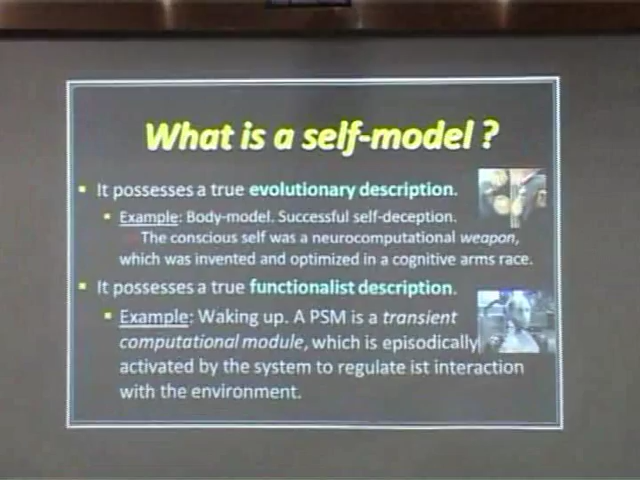 What is a self-model ?
It possesses a true evolutionary description.
Example: Body-model. Successful self-deception.
The conscious self was a neurocomputational weapon,
which was invented and optimized in a cognitive arms race.
It possesses a true functionalist description.
Example: Waking up. A PSM is a transient
computational module, which is episodically
activated by the system to regulate ist interaction
with the environment.